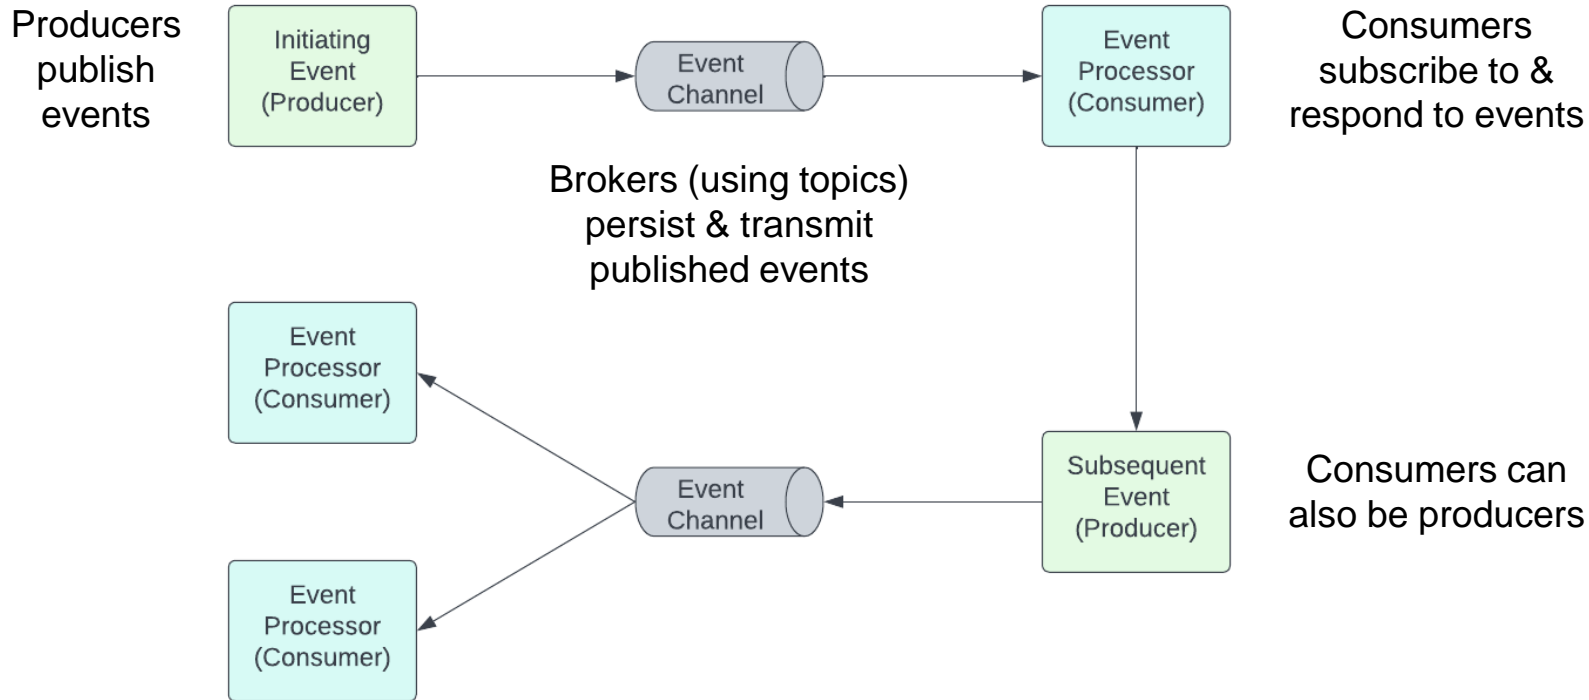 Producers
publish
events
Initiating
Event
(Producer)
Event
Channel
Event
Processor
(Consumer)
Consumers
subscribe to &
respond to events
Brokers (using topics)
persist & transmit
published events
Event
Processor
(Consumer)
Event
Channel
Subsequent
Event
(Producer)
Consumers can
also be producers
Event
Processor
(Consumer)